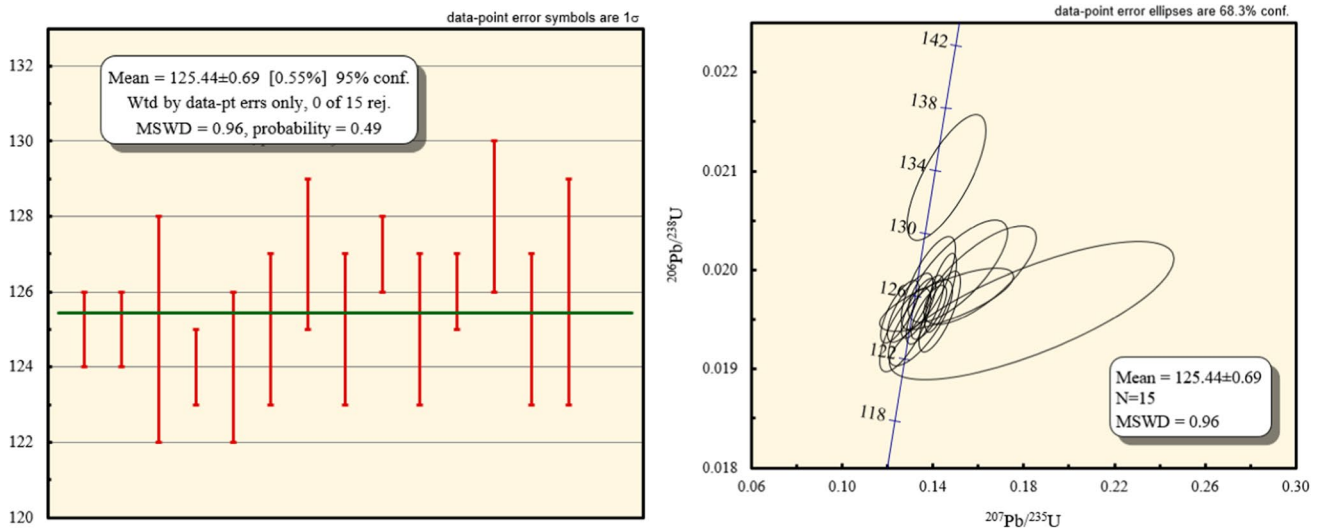 data-point error symbols are 1σ
132
130
128
126
124
122
120
Mean = 125.44±0.69 [0.55%] 95% conf.
Wtd by data-pt errs only, 0 of 15 rej.
MSWD = 0.96, probability = 0.49
data-point error ellipses are 68.3% conf.
0.022
0.021
0.020
0.019
0.018
206Pb/238U
142
138
134
130
126
122
118
Mean = 125.44±0.69
N=15
MSWD = 0.96
0.06
0.10
0.14
0.18
0.22
0.26
0.30
207Pb/235U